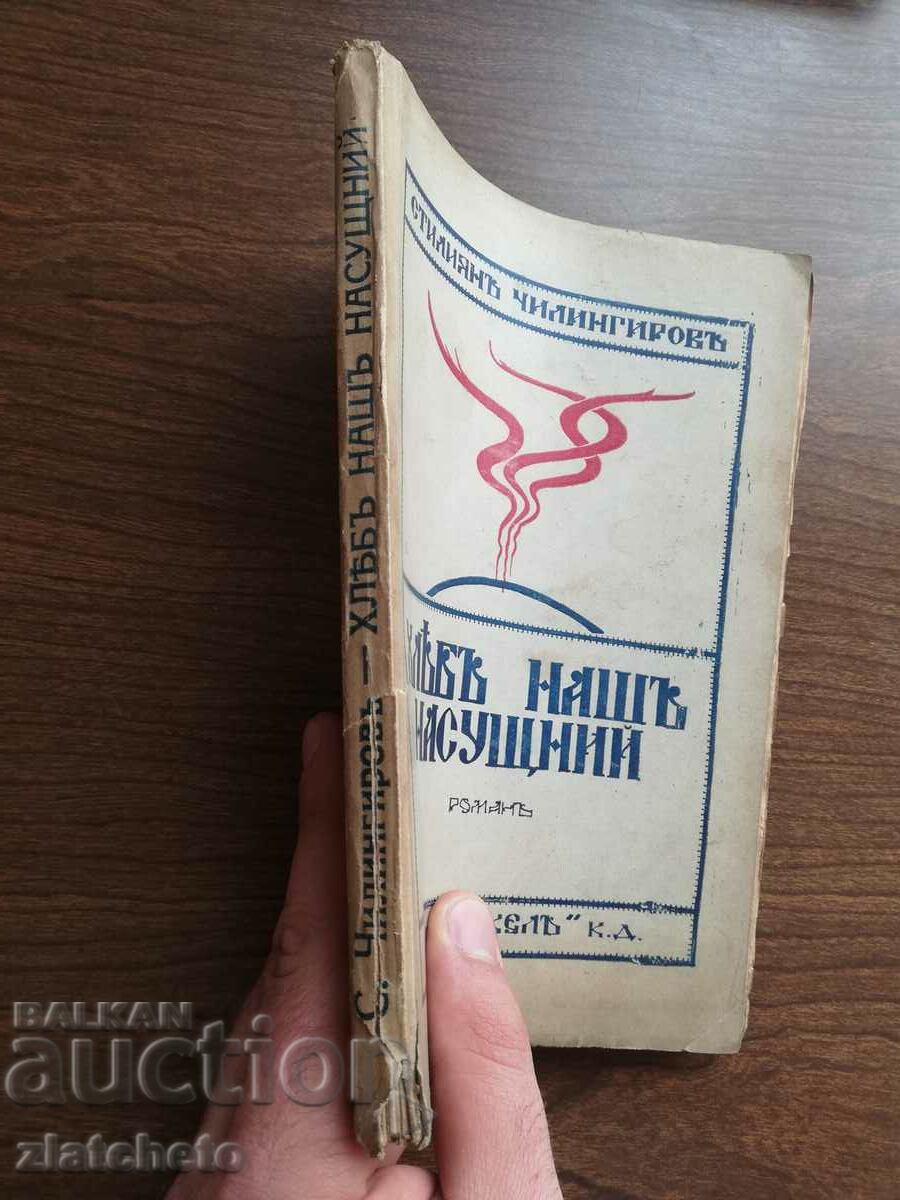 С. Чилингировъ — ХЛѢБЪ НАШЪ НАСУЩНИЙ.
СТИЛИЯНЪ ЧИЛИНГИРОВЪ
ХЛѢБЪ НАШЪ
НАСУЩНИЙ
РОМАНЪ
К.Д.
BALKAN
auction
zlatcheto